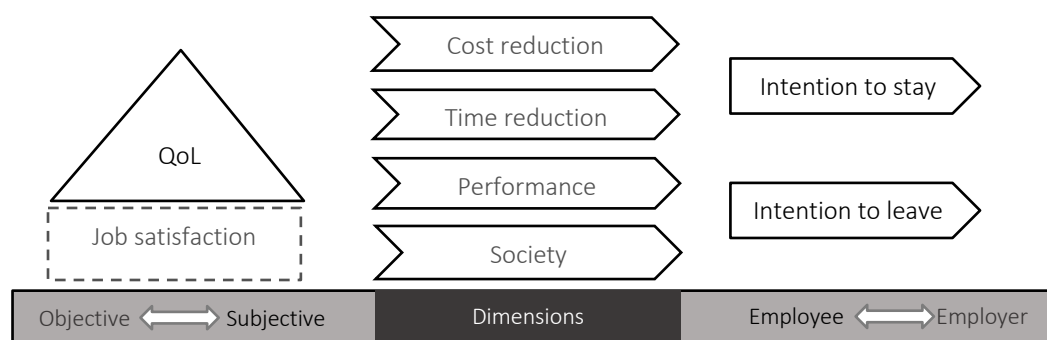 QoL
Job satisfaction
Cost reduction
Time reduction
Performance
Society
Intention to stay
Intention to leave
Objective Subjective
Dimensions
Employee Employer